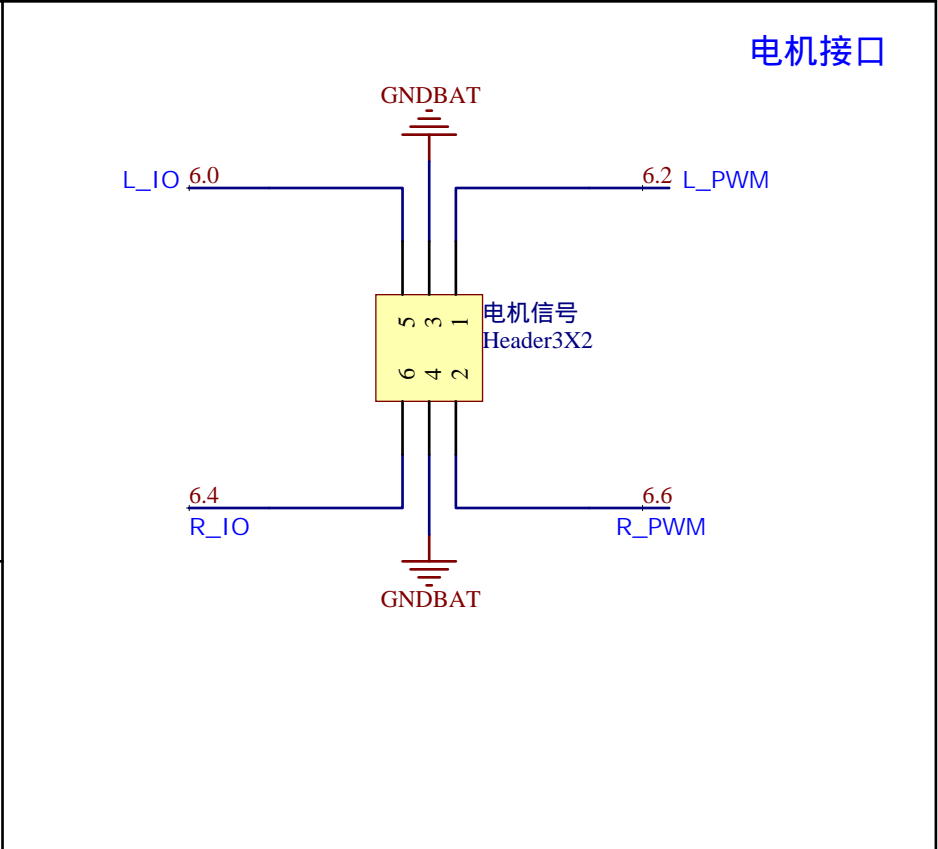 电机接口
GNDBAT
L_IO 6.0
6.2 L_PWM
5 3 1
电机信号
Header3X2
6 4 2
6.4
R_IO
6.6
R_PWM
GNDBAT